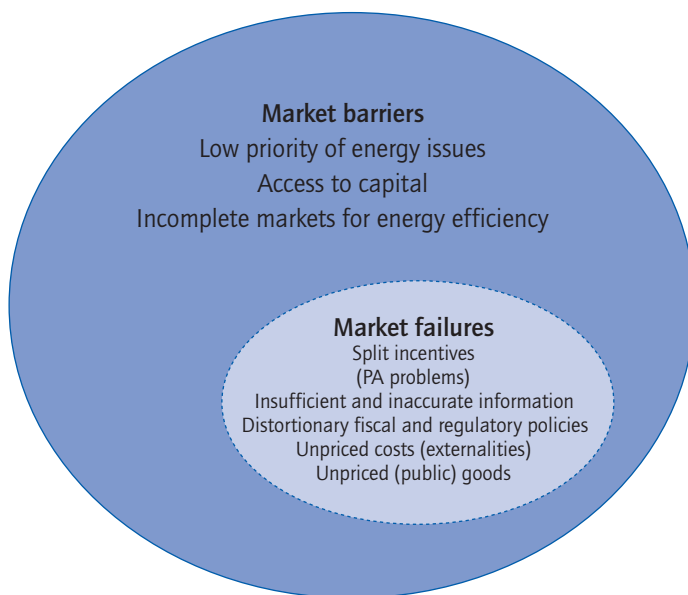 Market barriers
Low priority of energy issues
Access to capital
Incomplete markets for energy efficiency
Market failures
Split incentives
(PA problems)
Insufficient and inaccurate information
Distortionary fiscal and regulatory policies
Unpriced costs (externalities)
Unpriced (public) goods